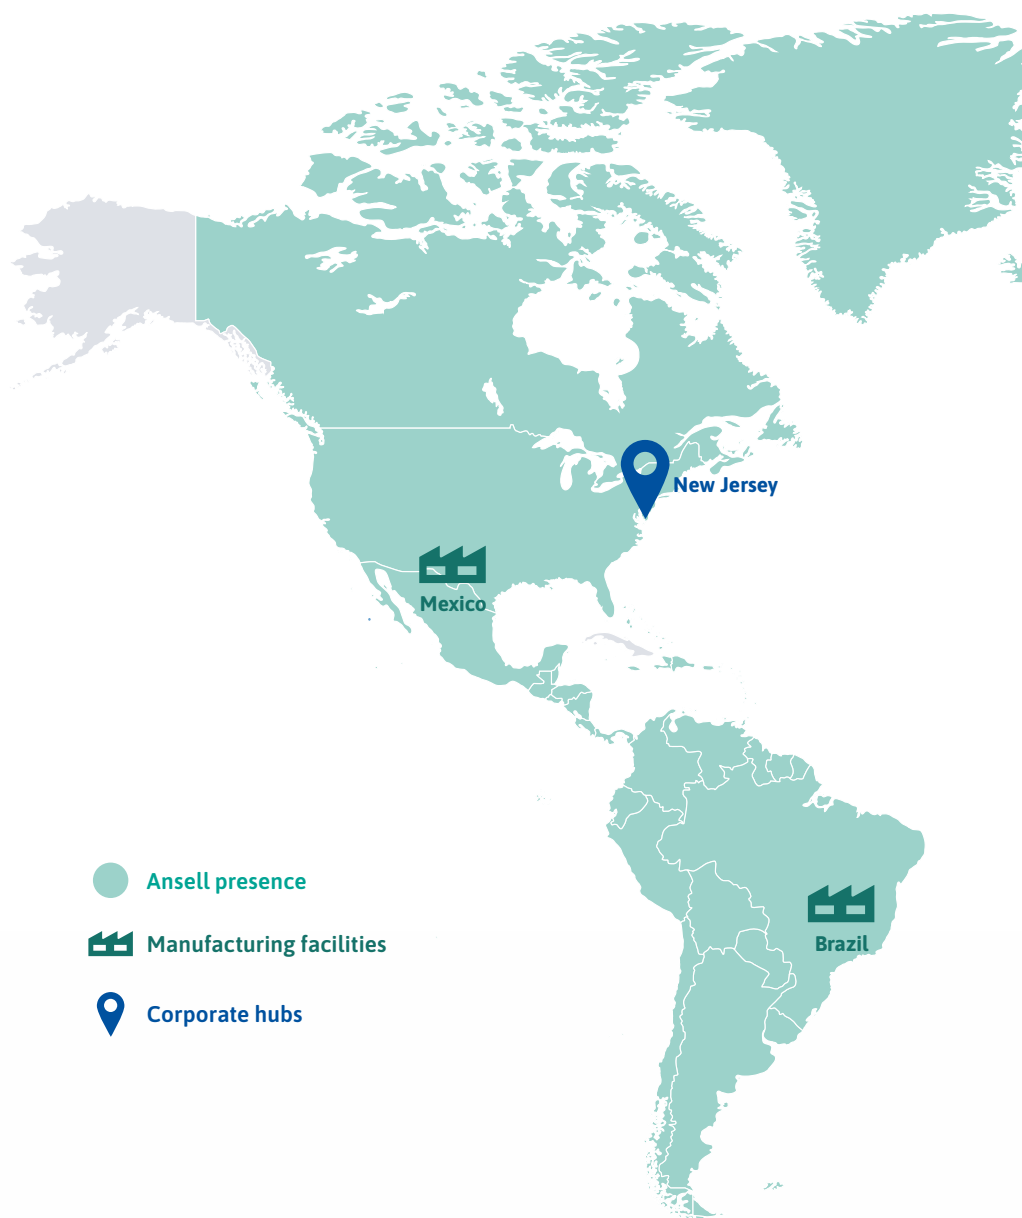 New Jersey
Mexico
Ansell presence
Manufacturing facilities
Brazil
Corporate hubs